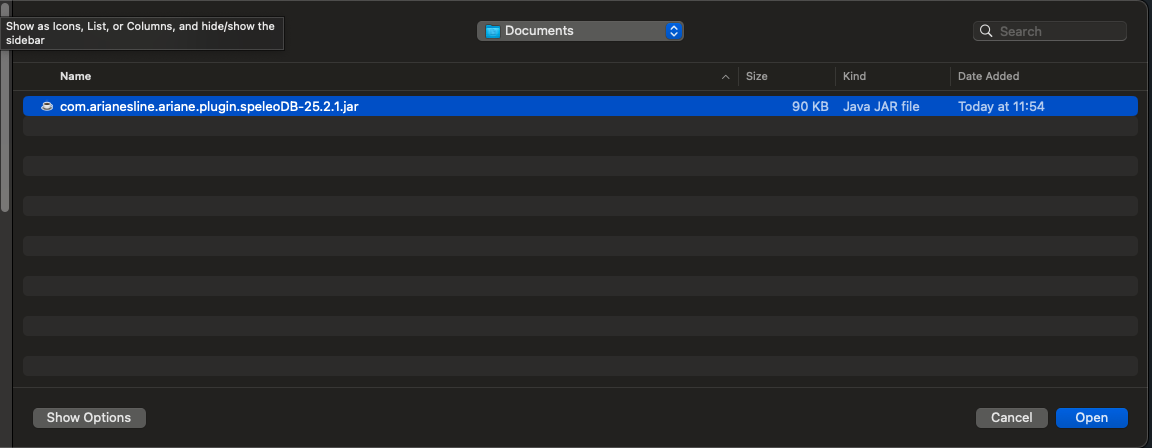 Show as Icons, List, or Columns, and hide/show the
sidebar
Documents
Search
Name Size Kind Date Added
com.arianesline.ariane.plugin.speleoDB-25.2.1.jar 90 KB Java JAR file Today at 11:54
Show Options Cancel Open